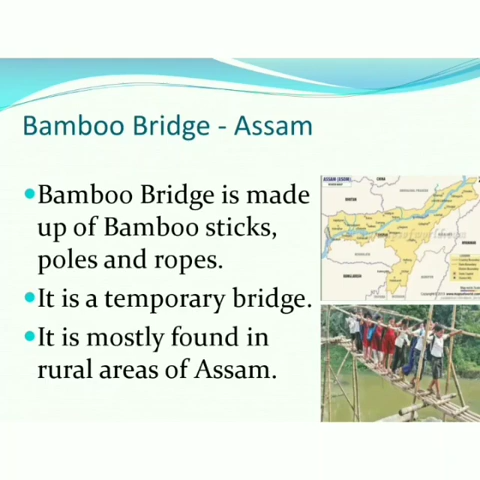 Bamboo Bridge - Assam
Bamboo Bridge is made
up of Bamboo sticks,
poles and ropes.
It is a temporary bridge.
It is mostly found in
rural areas of Assam.